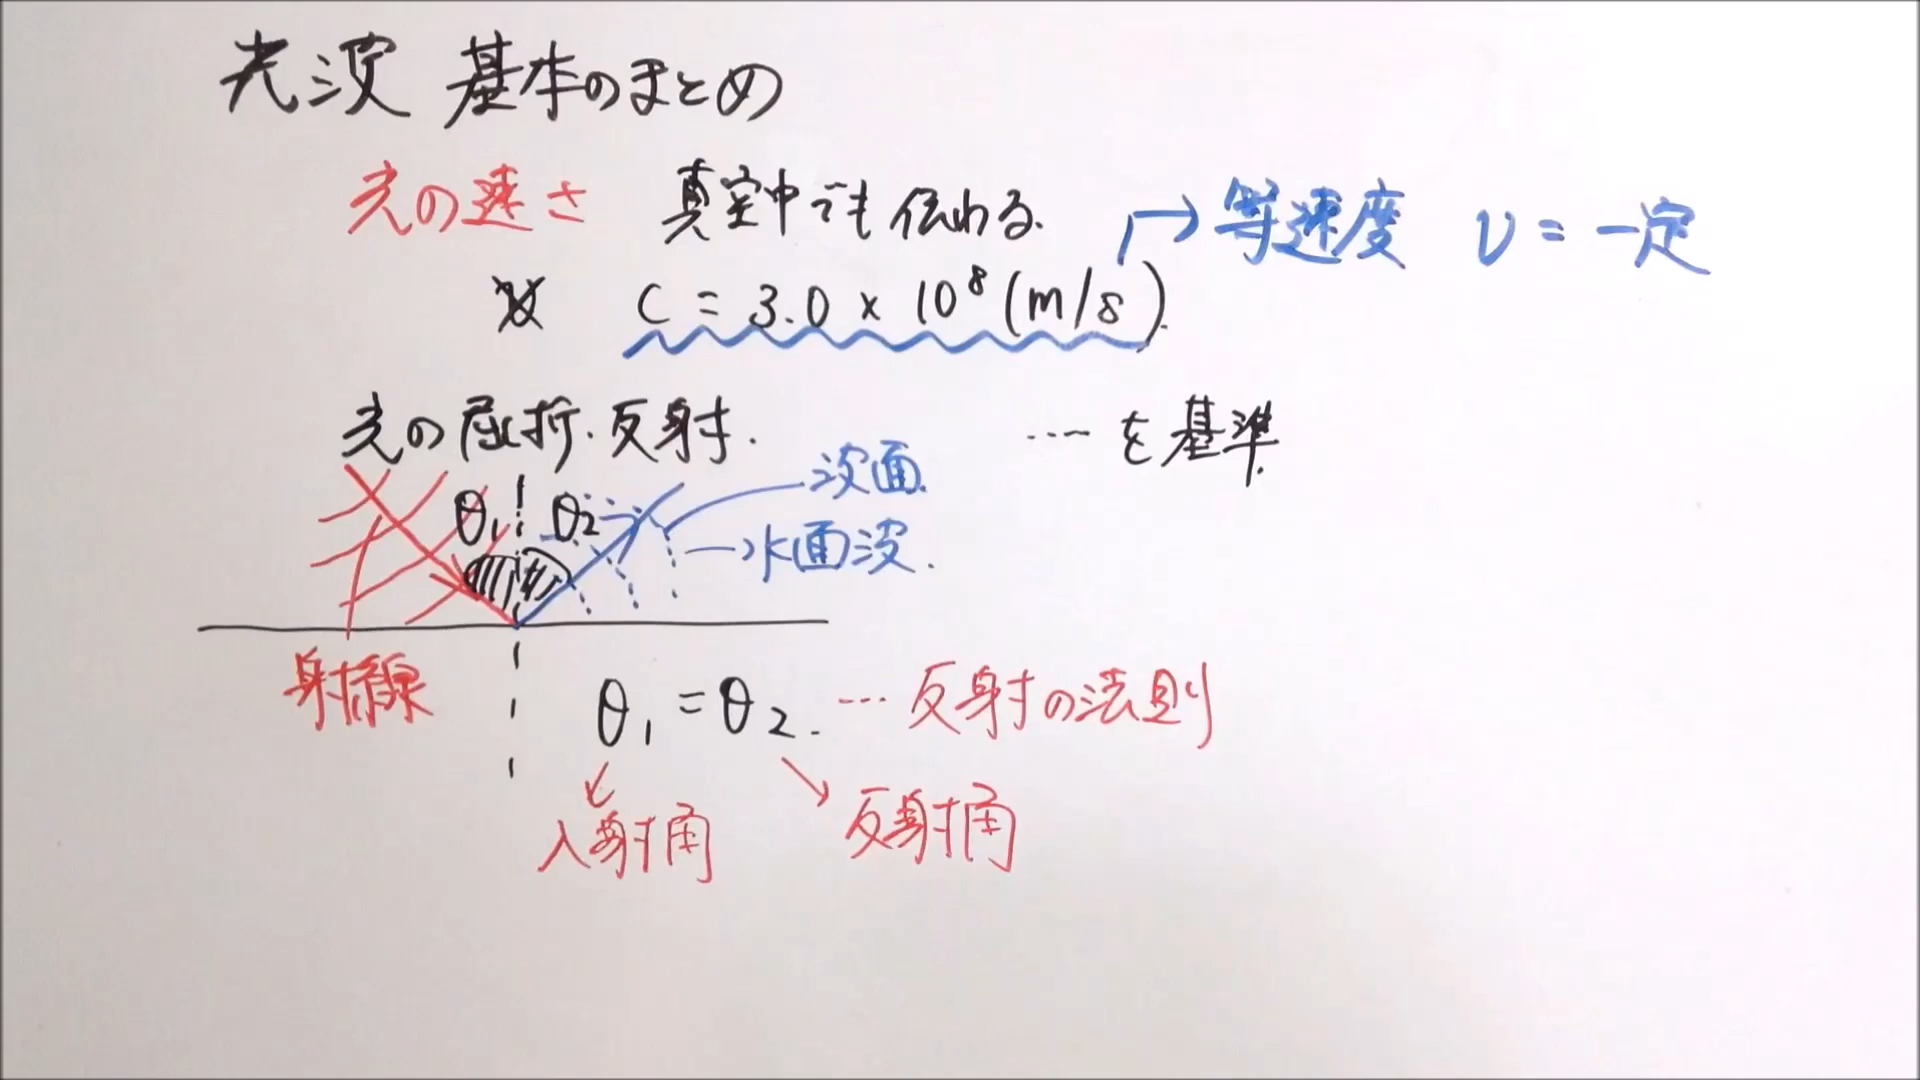 光波 基本のまとめ
光の速さ 真空中でも伝わる. → 等速度 v = 一定
c = 3.0 × 10⁸ (m/s).
光の屈折・反射. ・・・ を基準
θ₁ θ₂ 波面.
→水面波.
射線
θ₁ = θ₂. ・・・ 反射の法則
入射角 反射角